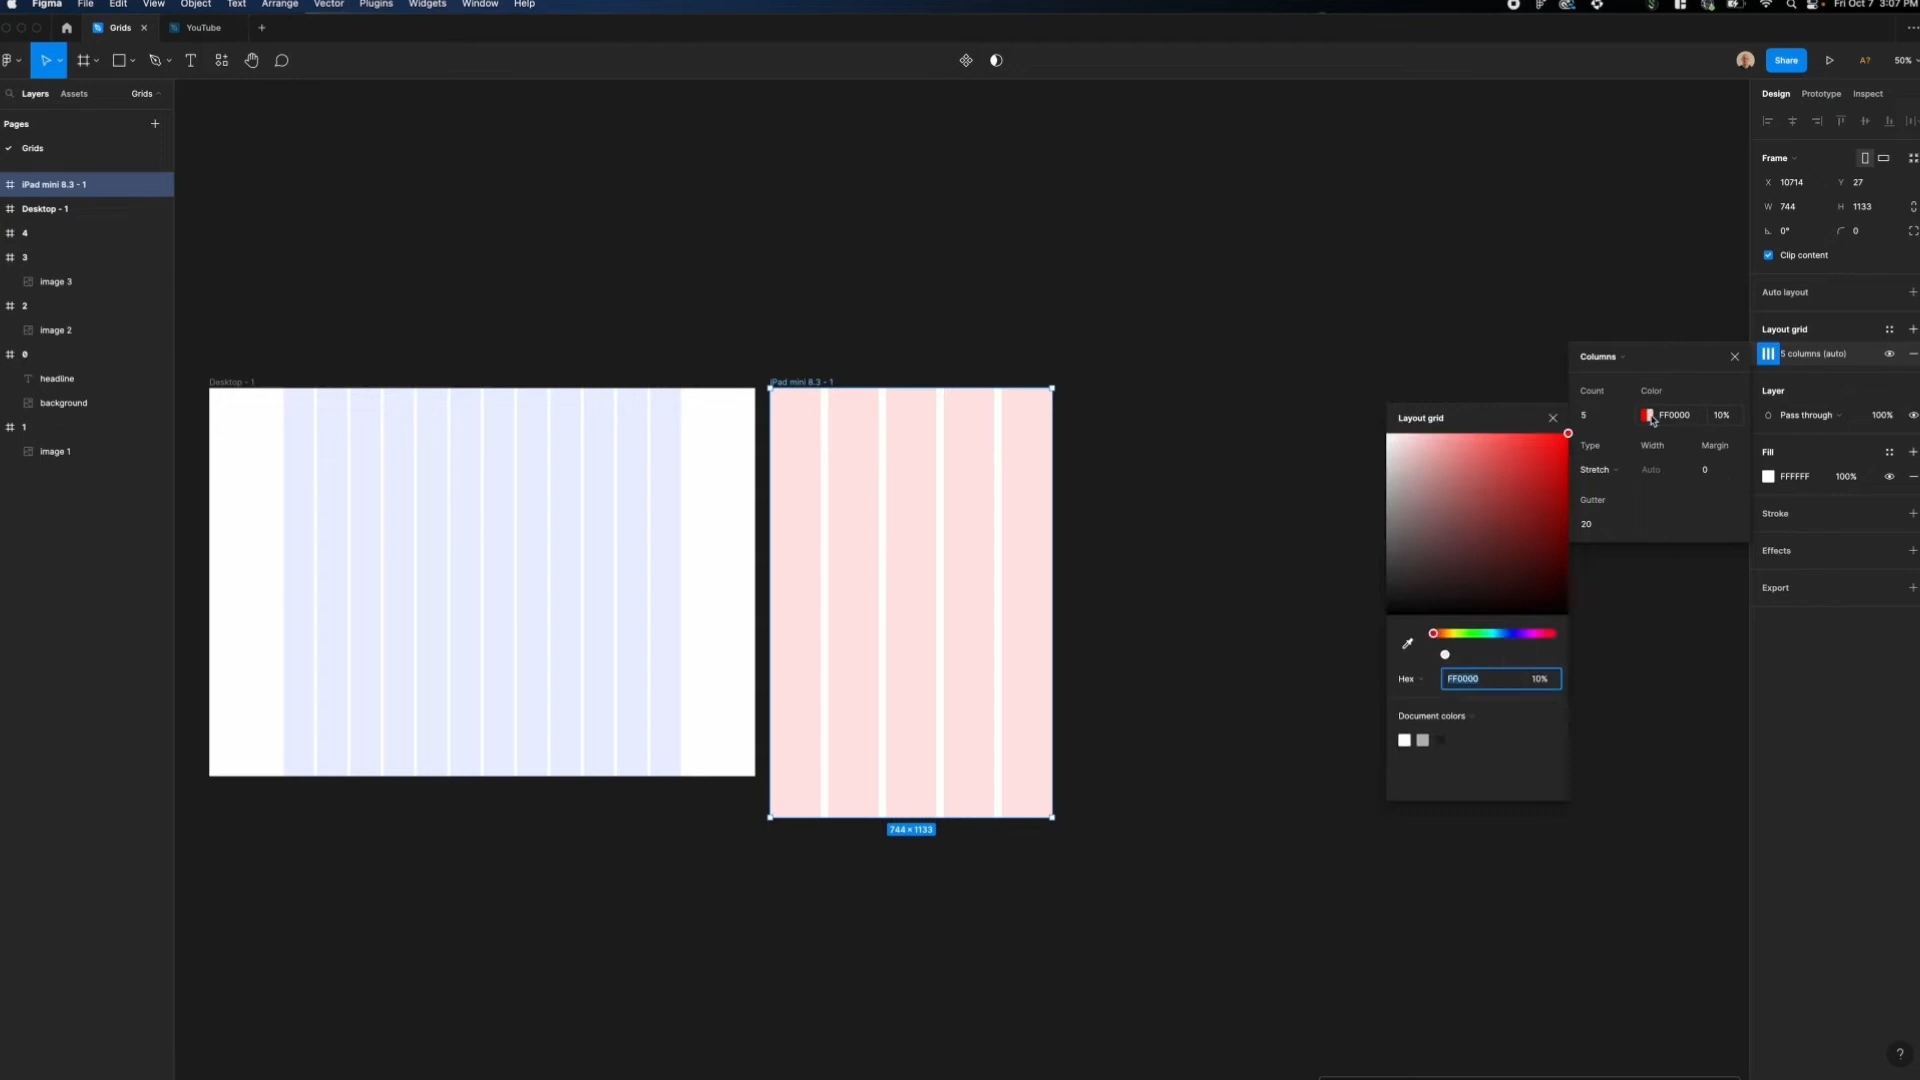 Figma File Edit View Object Text Arrange Vector Plugins Widgets Window Help
Fri Oct 7 3:07 PM
Grids
YouTube
Share
A?
50%
Layers Assets Grids
Pages
Grids
iPad mini 8.3 - 1
Desktop - 1
4
3
image 3
2
image 2
0
headline
background
1
image 1
Desktop - 1
iPad mini 8.3 - 1
744 × 1133
Layout grid
Hex FF0000 10%
Document colors
Columns
Count Color
5 FF0000 10%
Type Width Margin
Stretch Auto 0
Gutter
20
Design Prototype Inspect
Frame
X 10714 Y 27
W 744 H 1133
0° 0
Clip content
Auto layout
Layout grid
5 columns (auto)
Layer
Pass through 100%
Fill
FFFFFF 100%
Stroke
Effects
Export
?